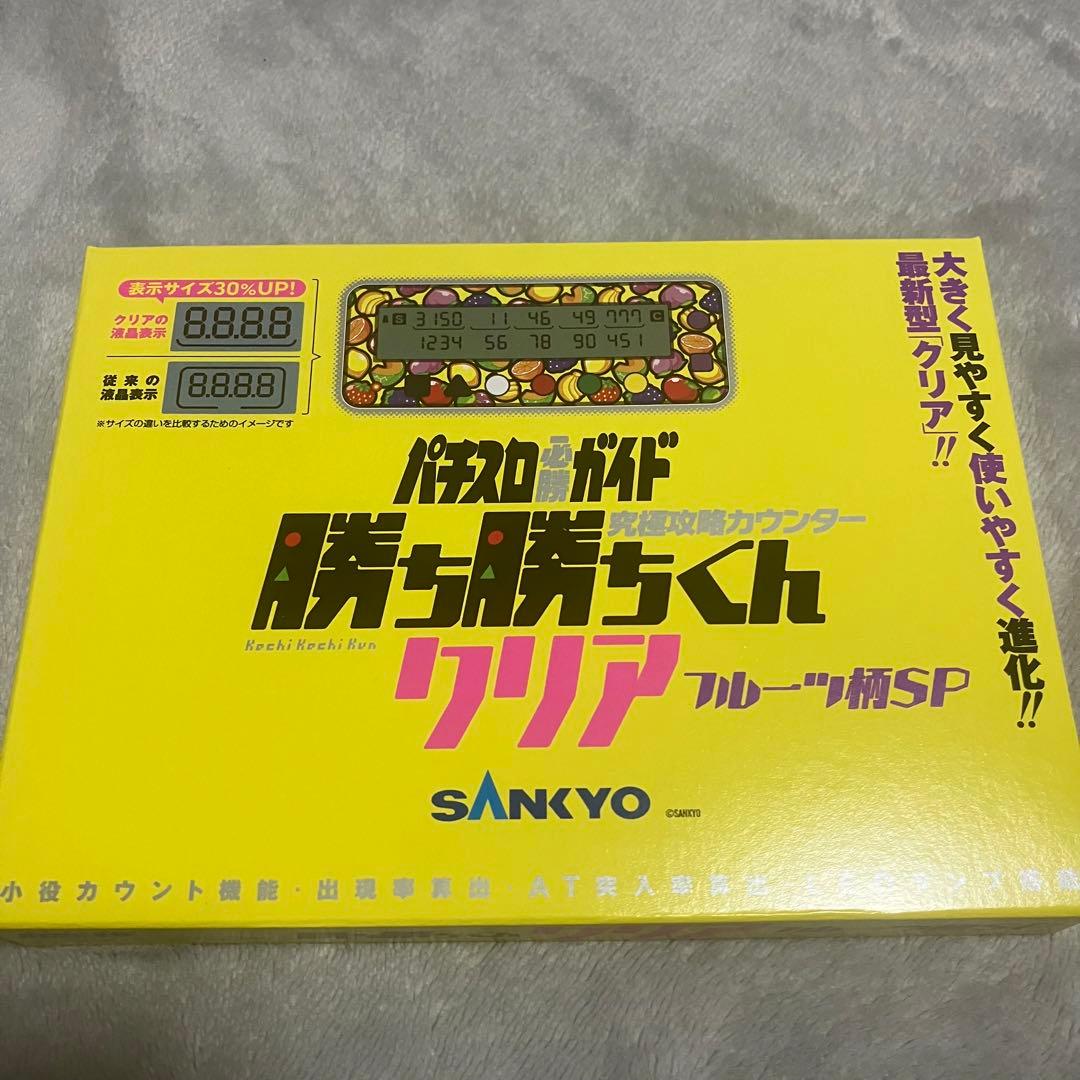 表示サイズ30%UP!
クリアの
液晶表示
8.8.8.8
従来の
液晶表示
8.8.8.8
※サイズの違いを比較するためのイメージです
S 3150 11 46 49 777 C
1234 56 78 90 451
大きく見やすく使いやすく進化!!
最新型「クリア」!!
パチスロ必勝ガイド
究極攻略カウンター
勝ち勝ちくん
Kachi Kachi Kun
クリア
フルーツ柄SP
SANKYO
©SANKYO
小役カウント機能・出現率算出・AT突入率算出